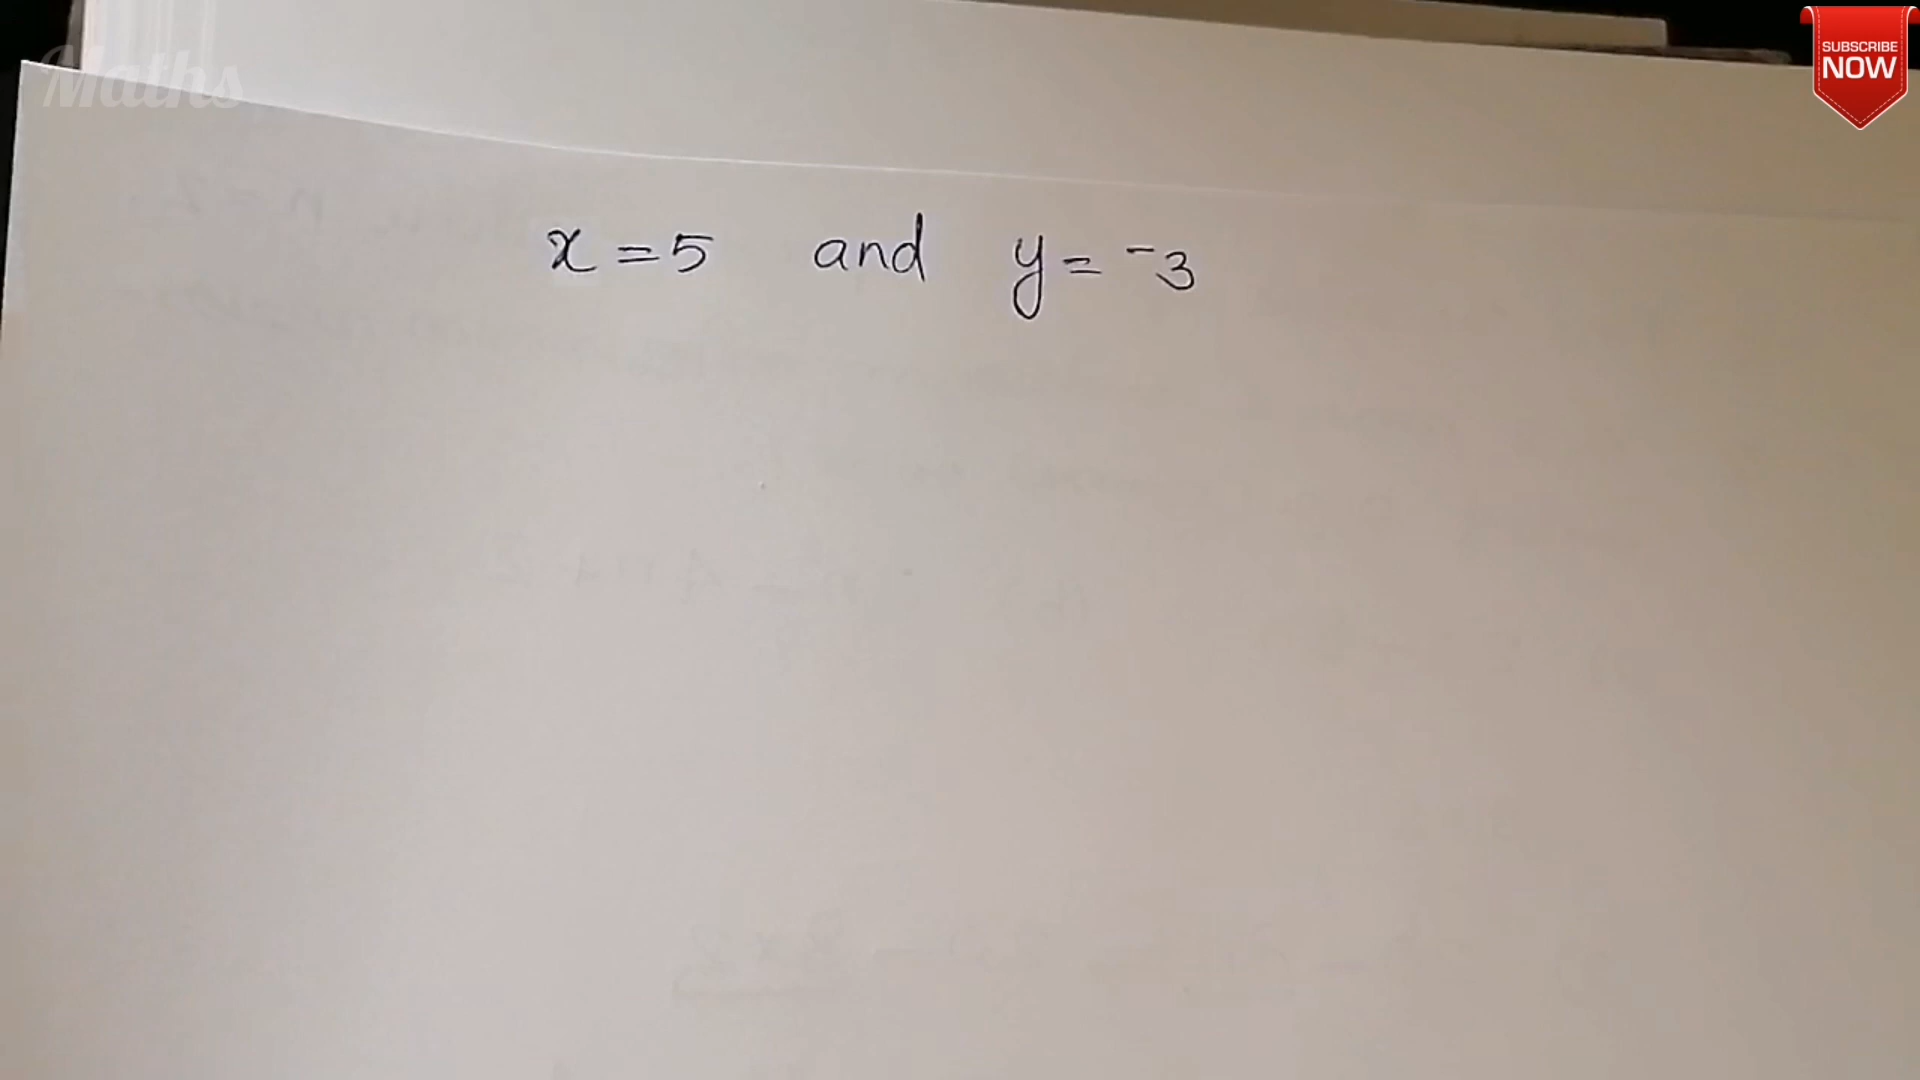 Maths
SUBSCRIBE
NOW
x = 5 and y = -3